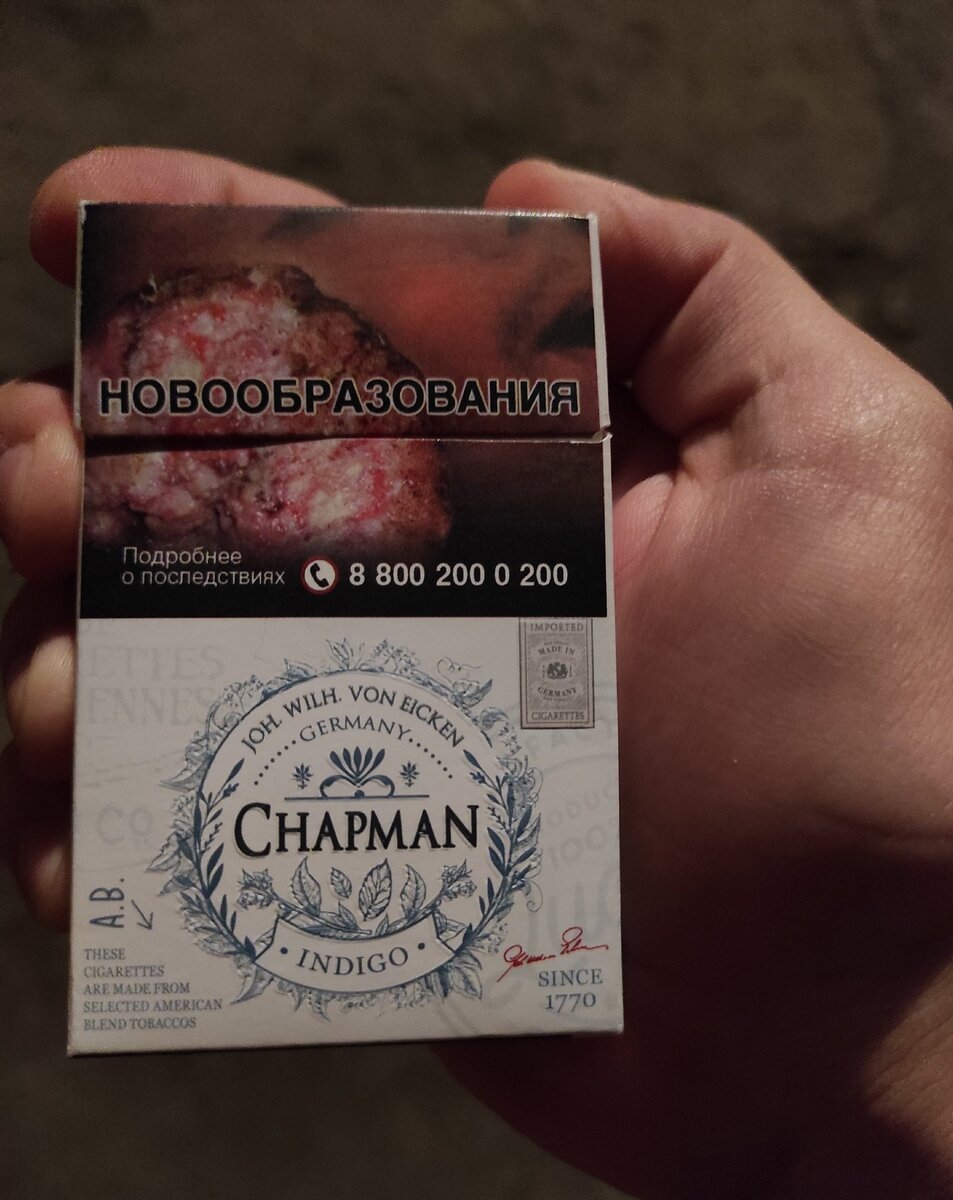 НОВООБРАЗОВАНИЯ
Подробнее
о последствиях
8 800 200 0 200
IMPORTED
MADE IN
GERMANY
CIGARETTES
JOH. WILH. VON EICKEN
GERMANY
CHAPMAN
• INDIGO •
A.B.
THESE
CIGARETTES
ARE MADE FROM
SELECTED AMERICAN
BLEND TOBACCOS
SINCE
1770